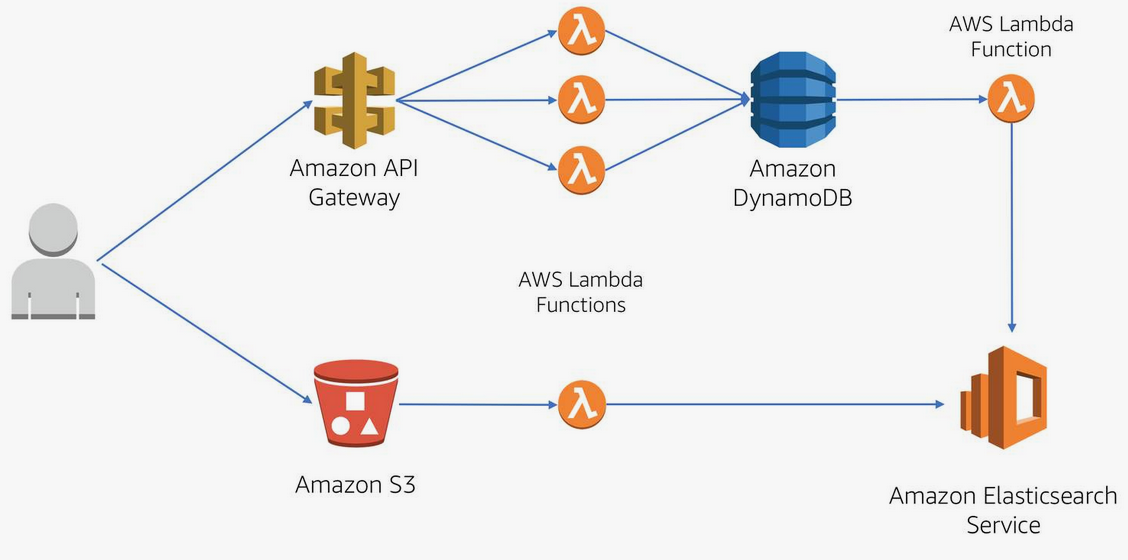 AWS Lambda
Function
Amazon API
Gateway
Amazon
DynamoDB
AWS Lambda
Functions
Amazon S3
Amazon Elasticsearch
Service